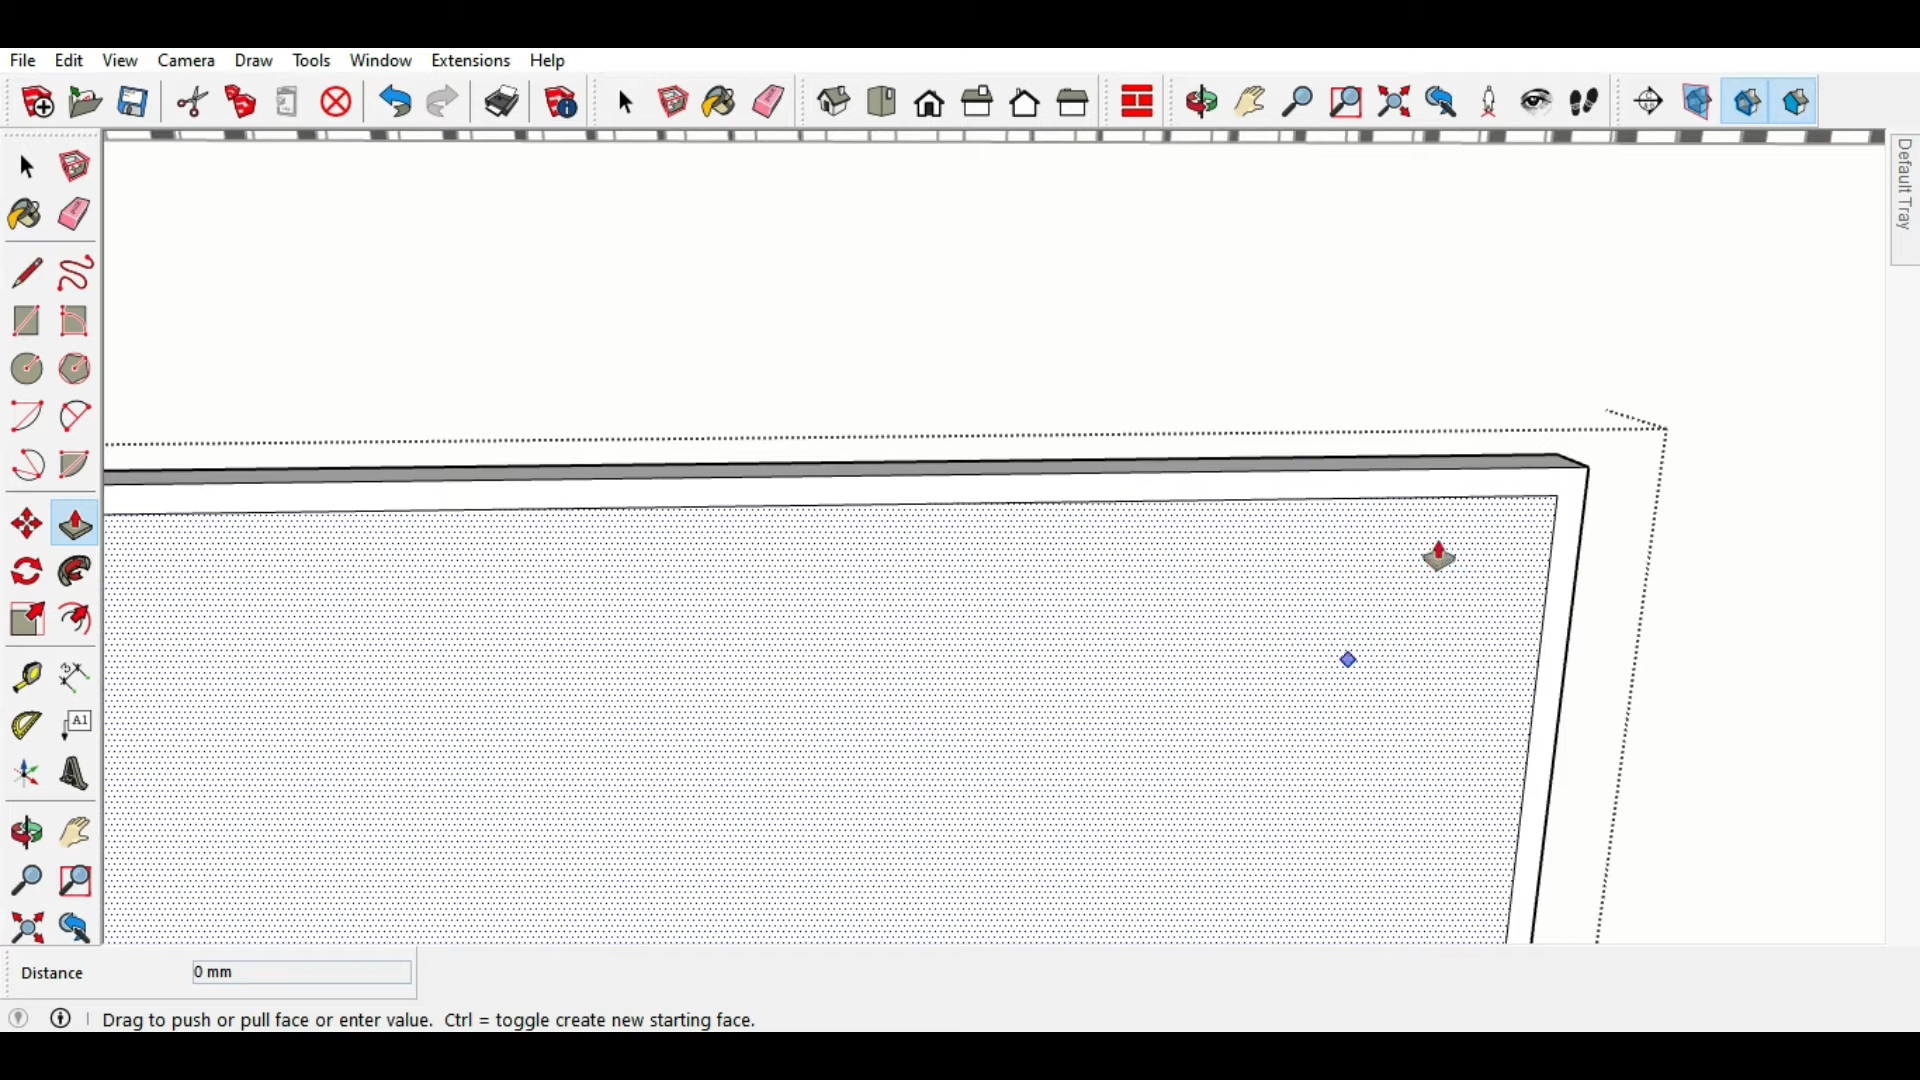 File Edit View Camera Draw Tools Window Extensions Help
Default Tray
A1
Distance 0 mm
Drag to push or pull face or enter value. Ctrl = toggle create new starting face.